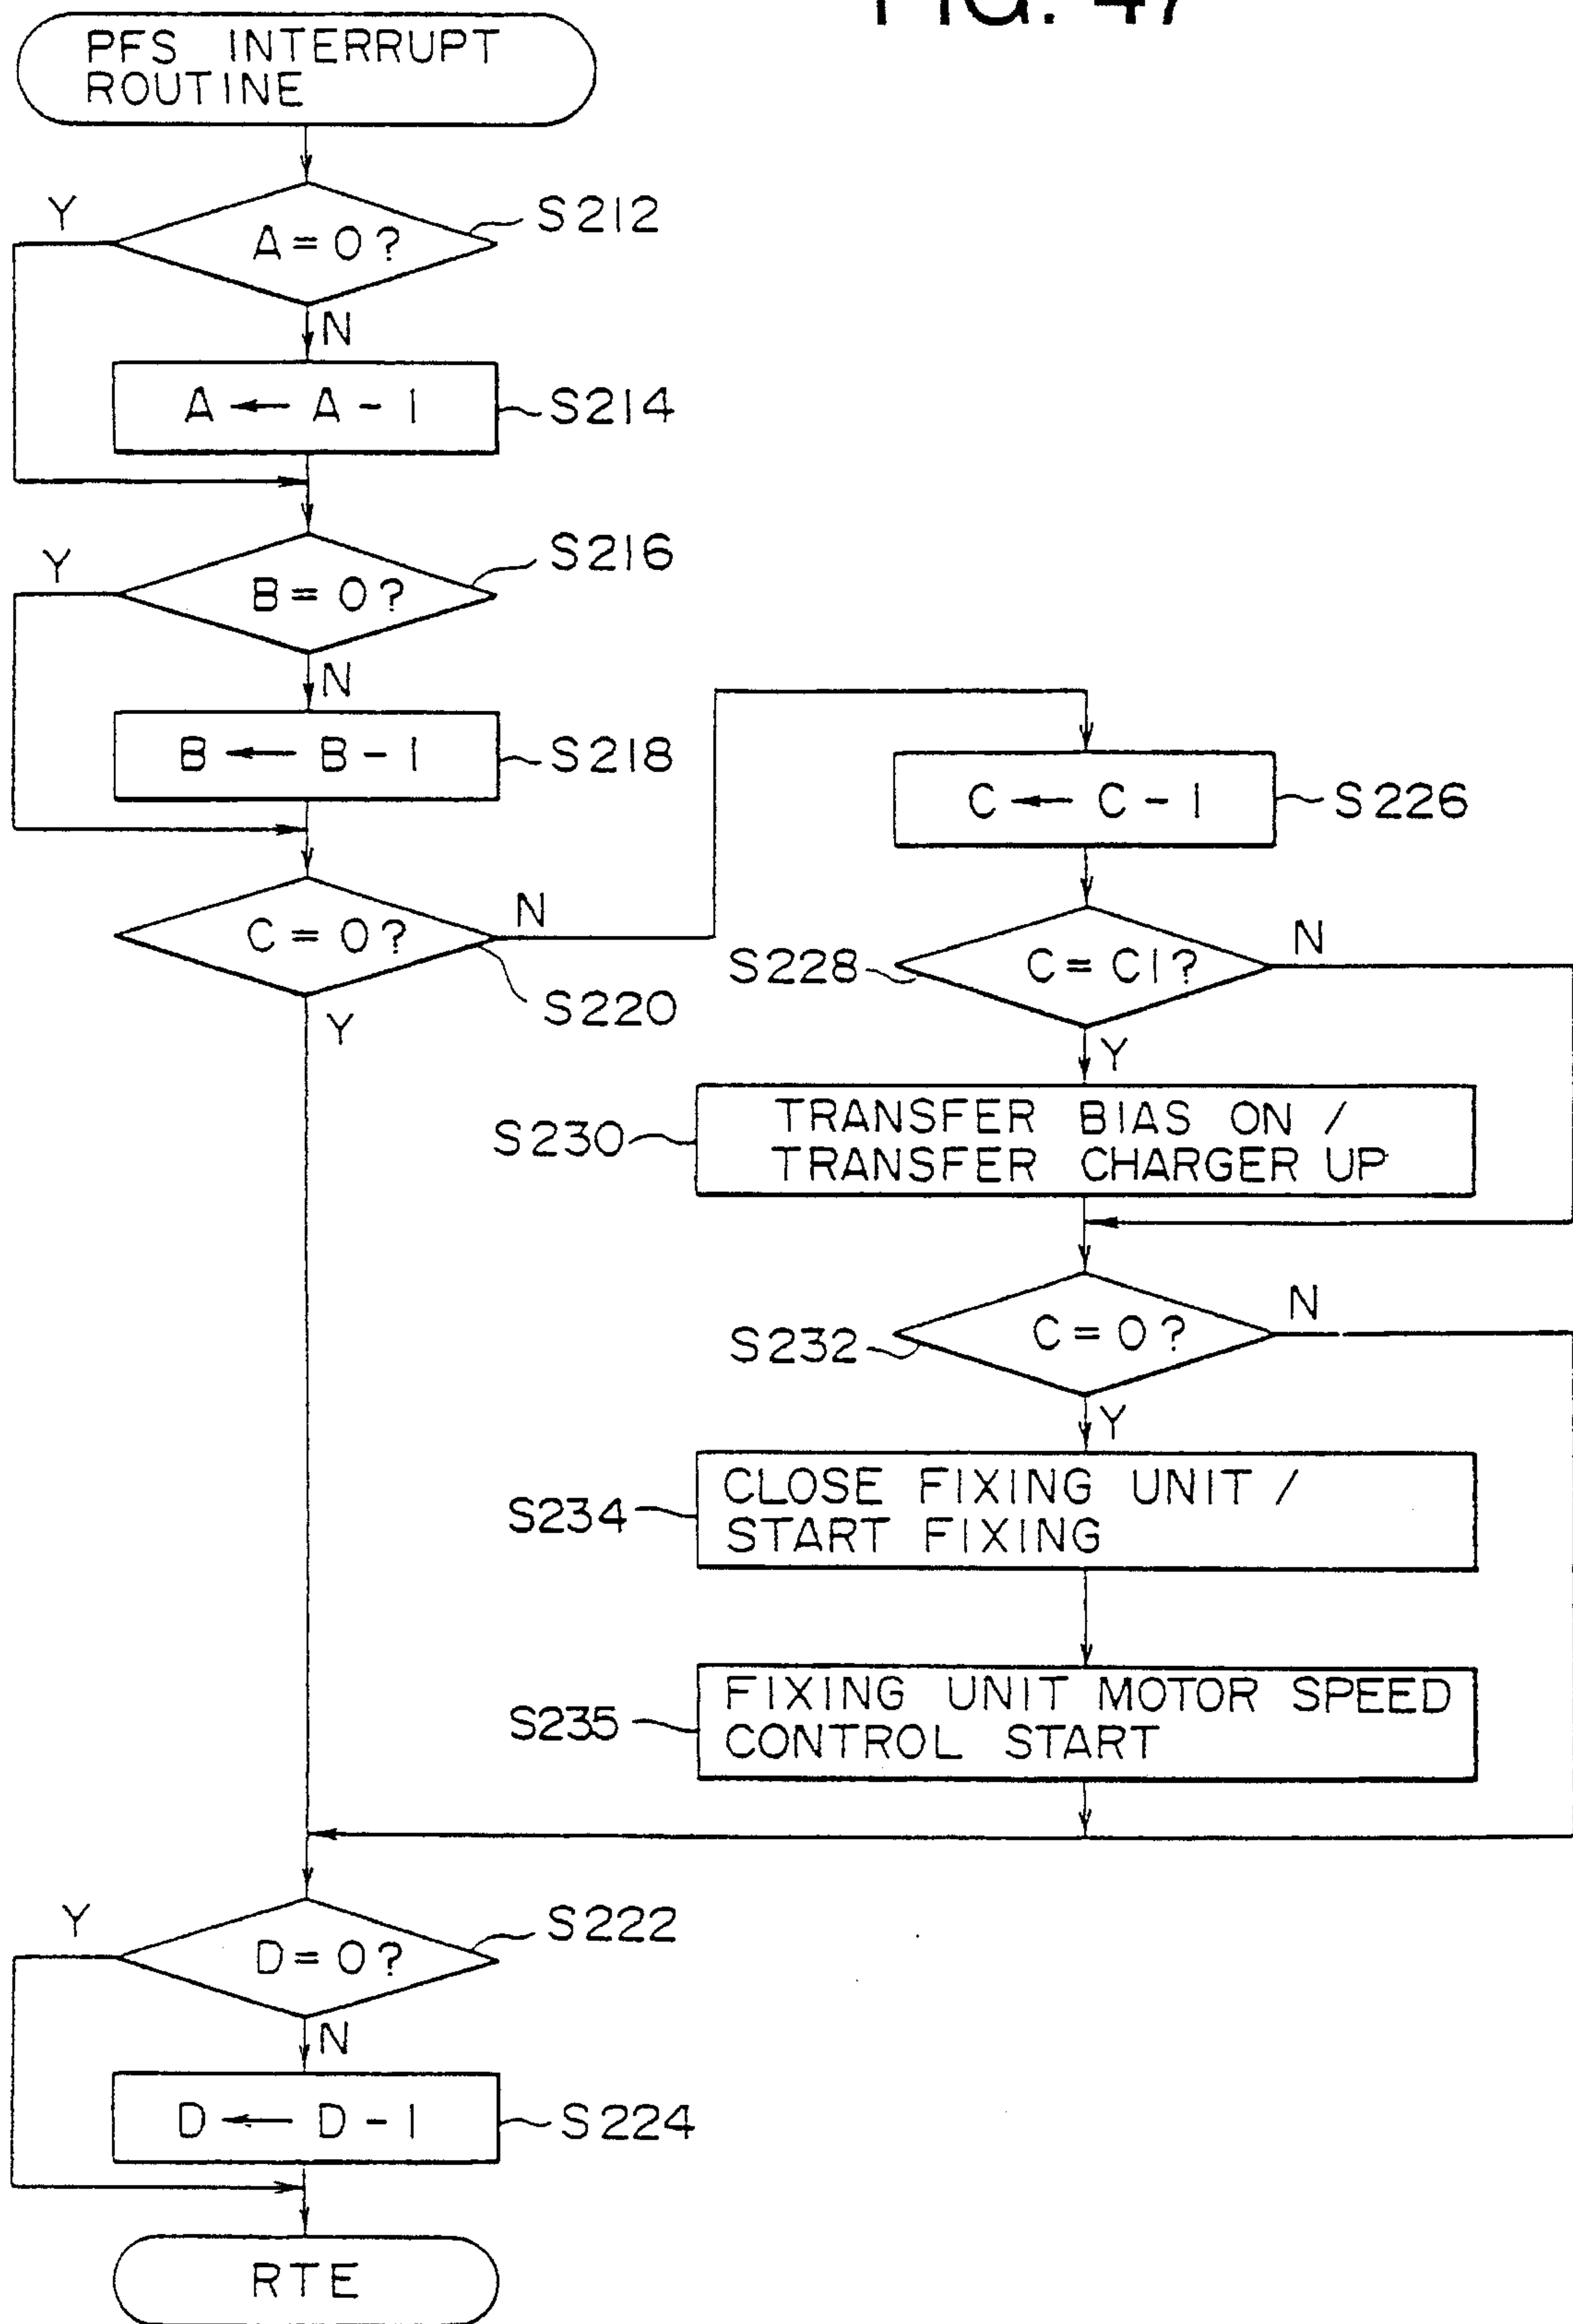 FIG. 47
PFS INTERRUPT
ROUTINE
Y
S212
A = 0 ?
N
A ← A - 1
S214
Y
S216
B = 0 ?
N
B ← B - 1
S218
C = 0 ?
N
S220
Y
C ← C - 1
S226
S228
C = C1 ?
N
Y
S230
TRANSFER BIAS ON /
TRANSFER CHARGER UP
S232
C = 0 ?
N
Y
S234
CLOSE FIXING UNIT /
START FIXING
S235
FIXING UNIT MOTOR SPEED
CONTROL START
Y
S222
D = 0 ?
N
D ← D - 1
S224
RTE